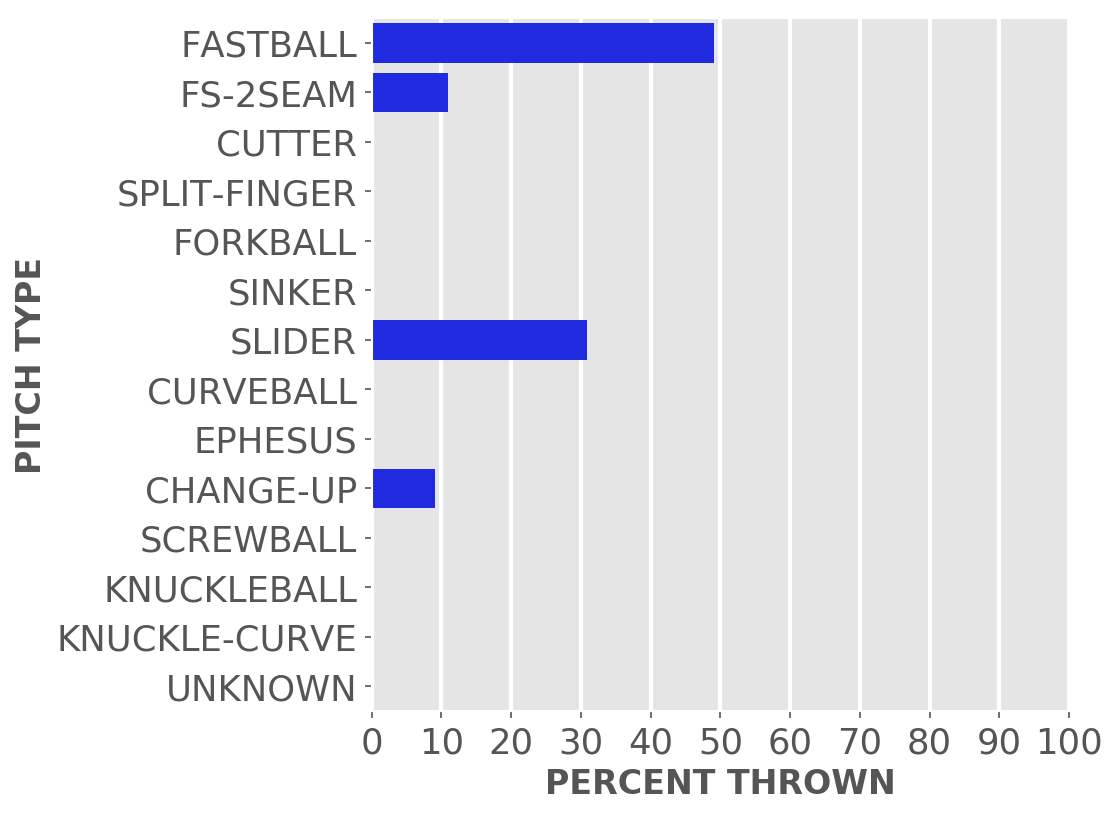 FASTBALL
FS-2SEAM
CUTTER
SPLIT-FINGER
FORKBALL
SINKER
SLIDER
CURVEBALL
EPHESUS
CHANGE-UP
SCREWBALL
KNUCKLEBALL
KNUCKLE-CURVE
UNKNOWN
PITCH TYPE
0 10 20 30 40 50 60 70 80 90 100
PERCENT THROWN